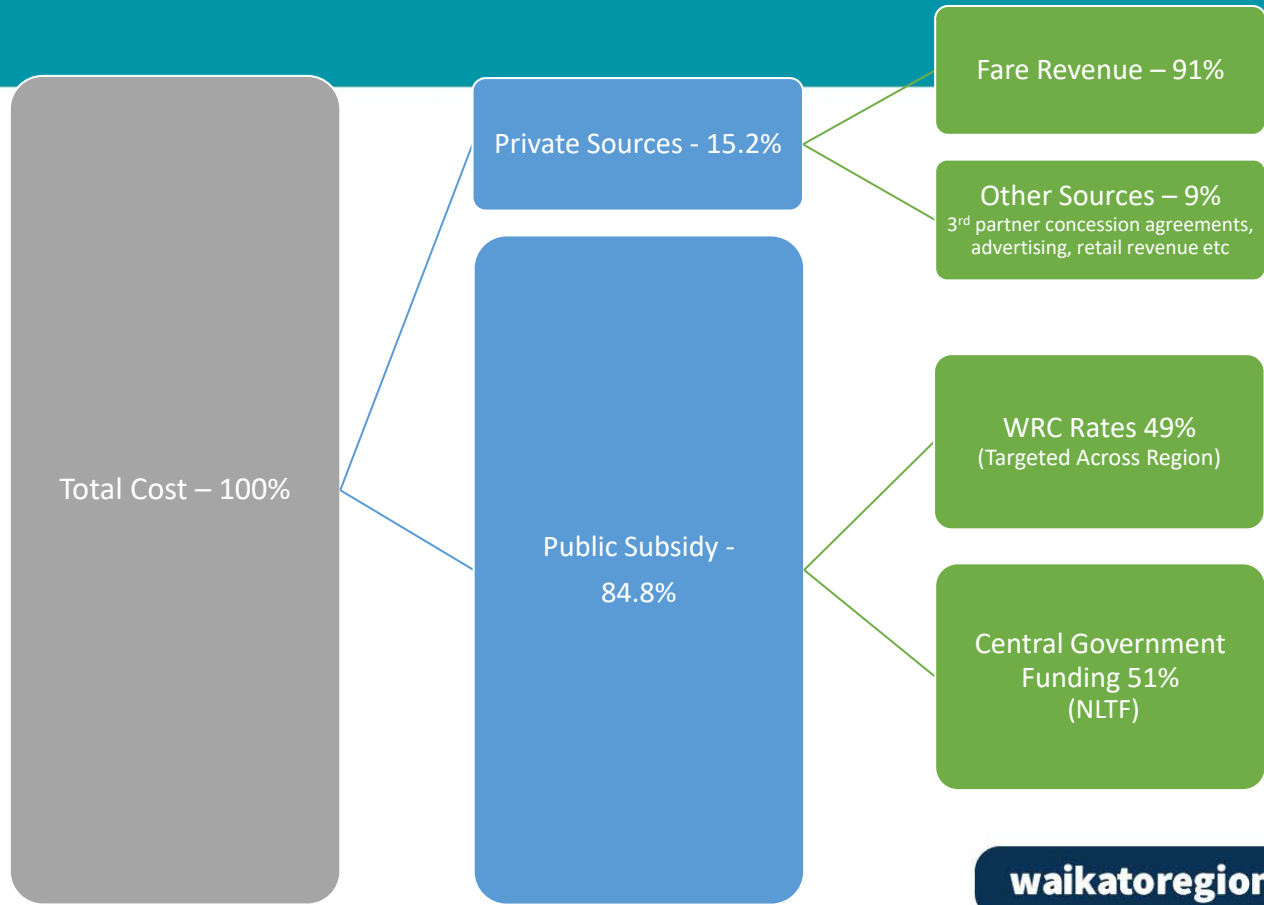 Total Cost – 100%
Private Sources - 15.2%
Public Subsidy -
84.8%
Fare Revenue – 91%
Other Sources – 9%
3rd partner concession agreements,
advertising, retail revenue etc
WRC Rates 49%
(Targeted Across Region)
Central Government
Funding 51%
(NLTF)
waikatoregion